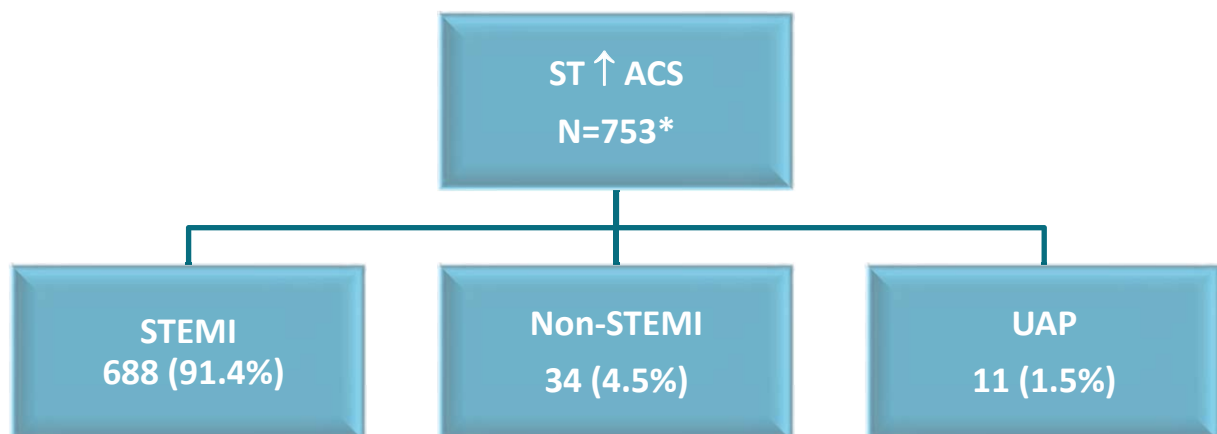 ST ↑ ACS
N=753*
STEMI
688 (91.4%)
Non-STEMI
34 (4.5%)
UAP
11 (1.5%)